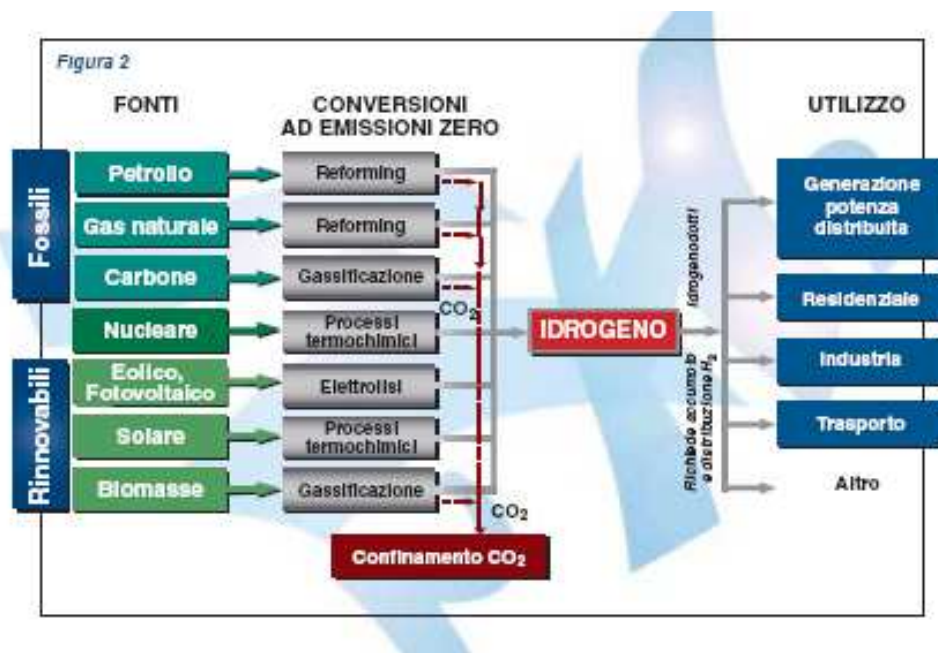 Figura 2
FONTI
CONVERSIONI
AD EMISSIONI ZERO
UTILIZZO
Fossili
Petrolio
Reforming
Gas naturale
Reforming
Carbone
Gassificazione
CO2
Nucleare
Processi
termochimici
Rinnovabili
Eolico,
Fotovoltaico
Elettrolisi
Solare
Processi
termochimici
Biomasse
Gassificazione
CO2
Confinamento CO2
IDROGENO
Idrogenodotti
Richiede accumulo
e distribuzione H2
Generazione
potenza
distribuita
Residenziale
Industria
Trasporto
Altro